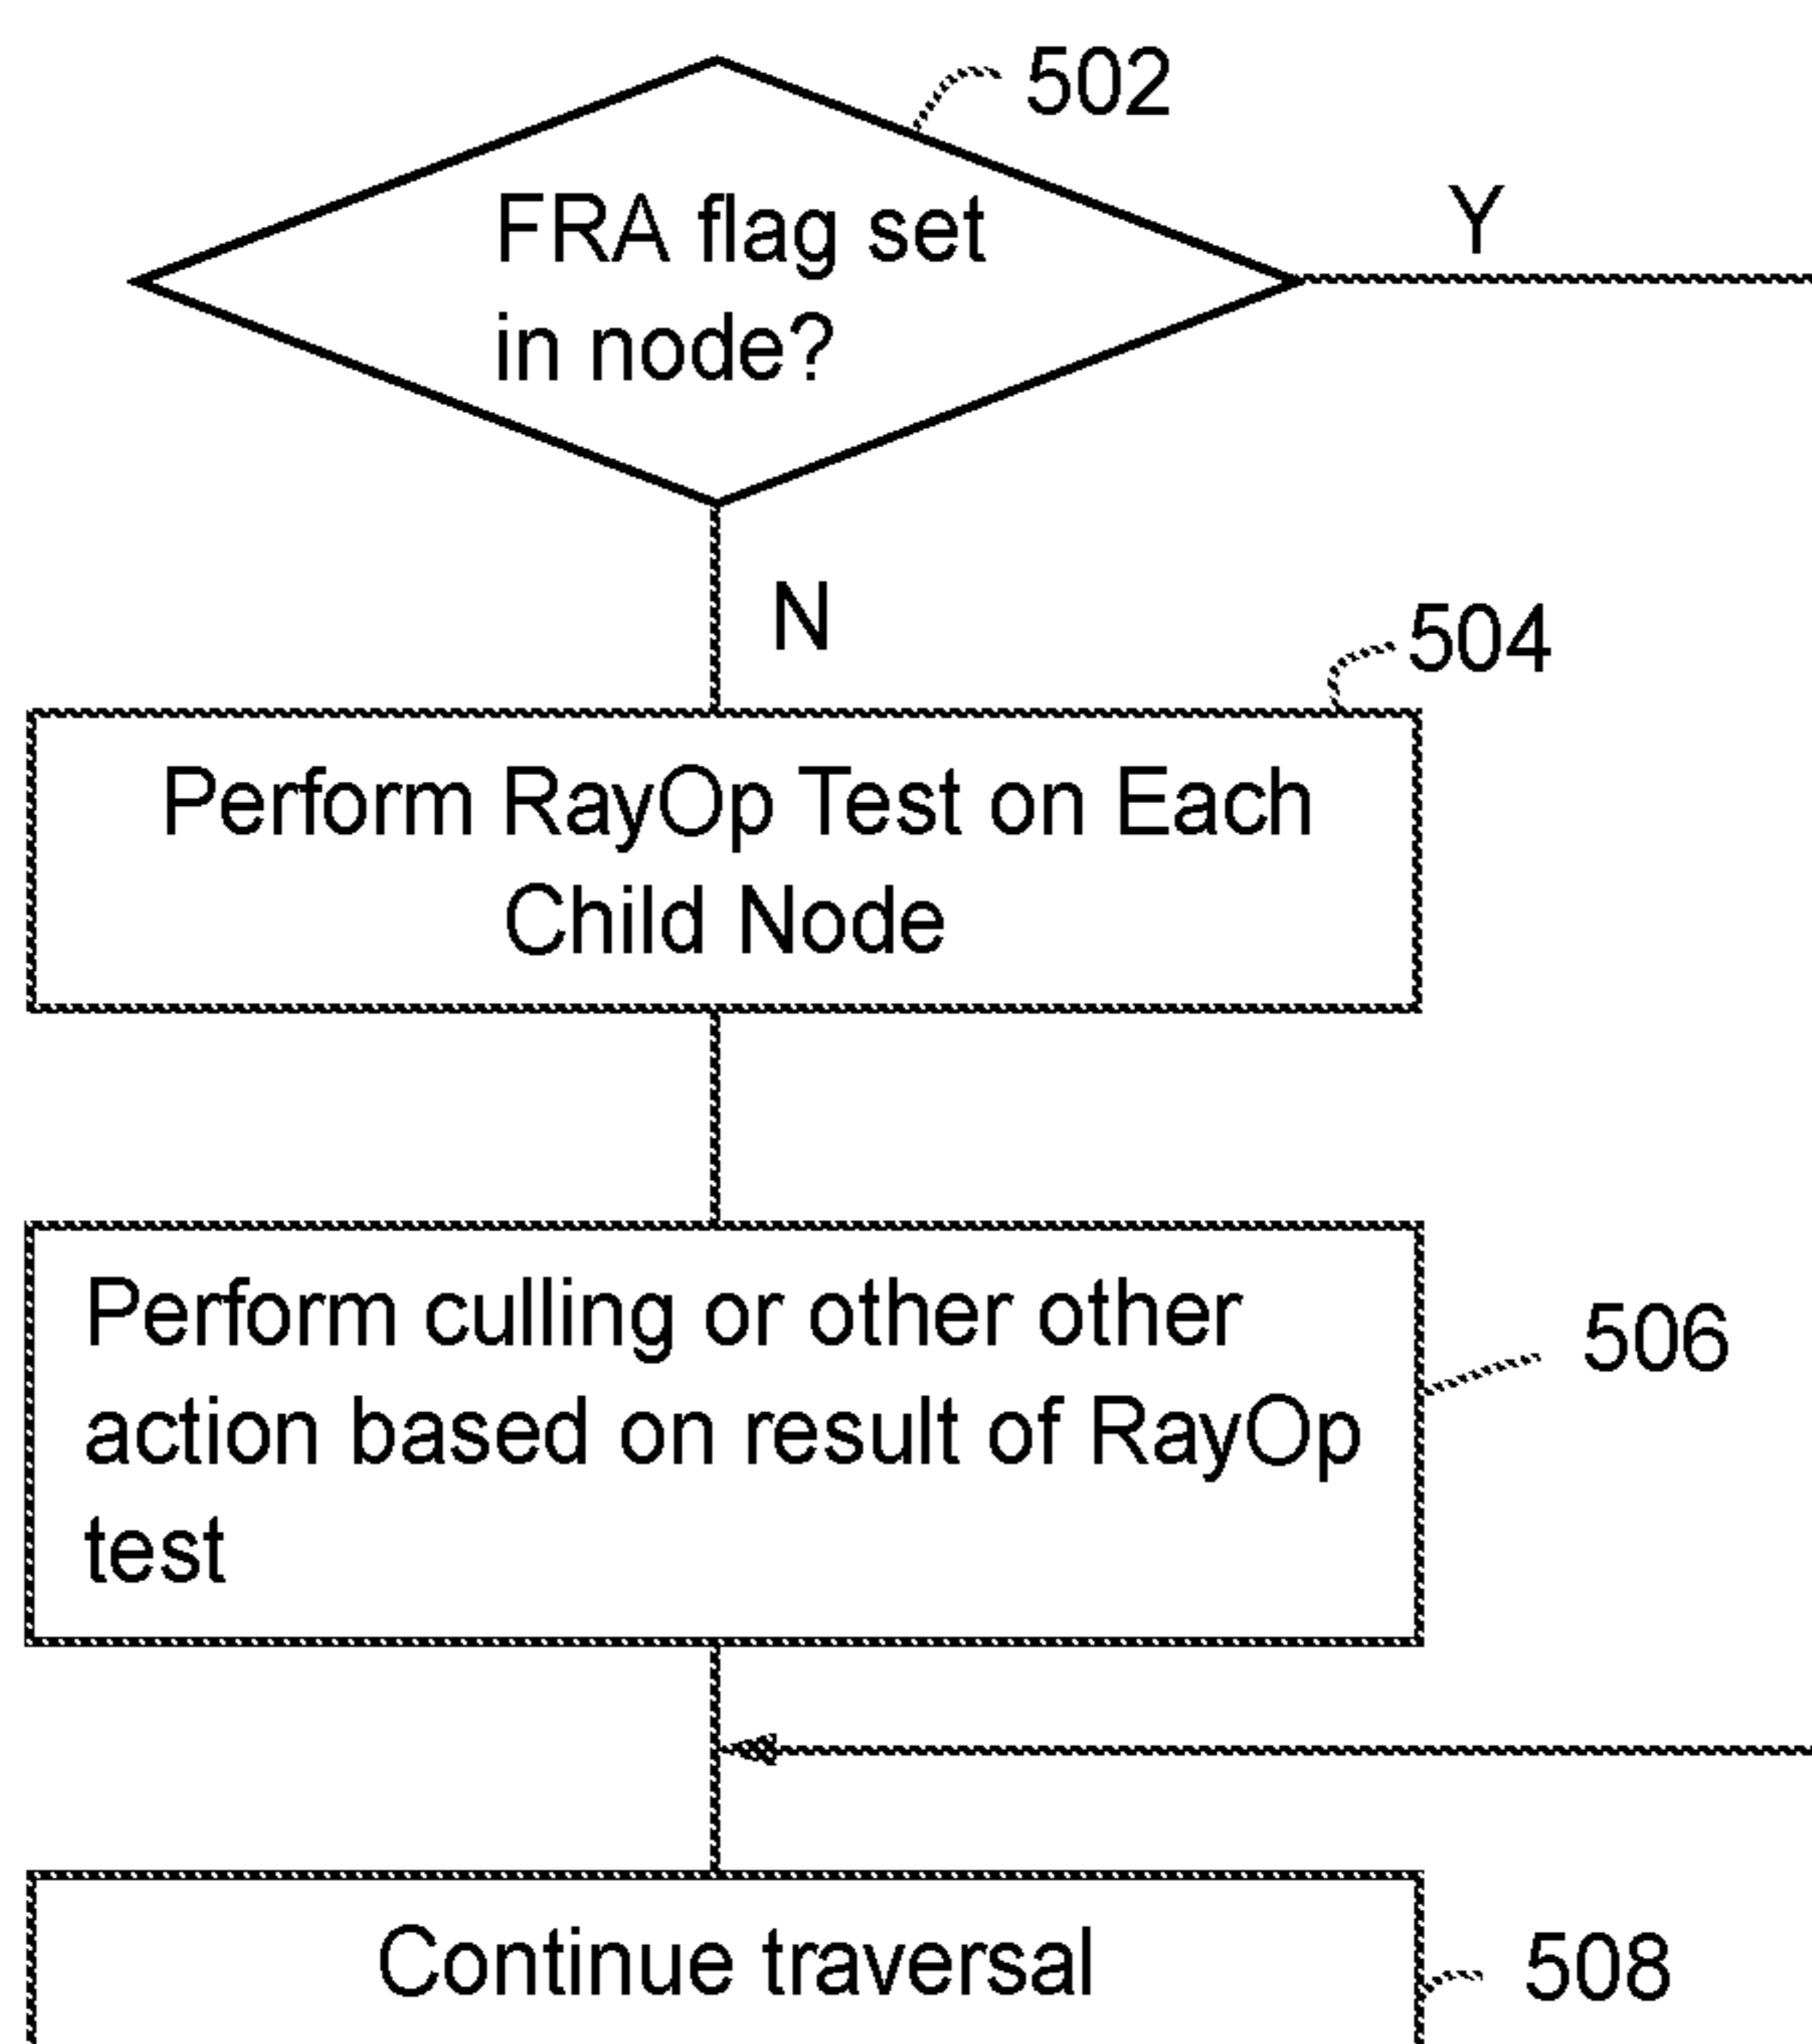 502
FRA flag set
in node?
Y
N
504
Perform RayOp Test on Each
Child Node
Perform culling or other other
action based on result of RayOp
test
506
Continue traversal
508